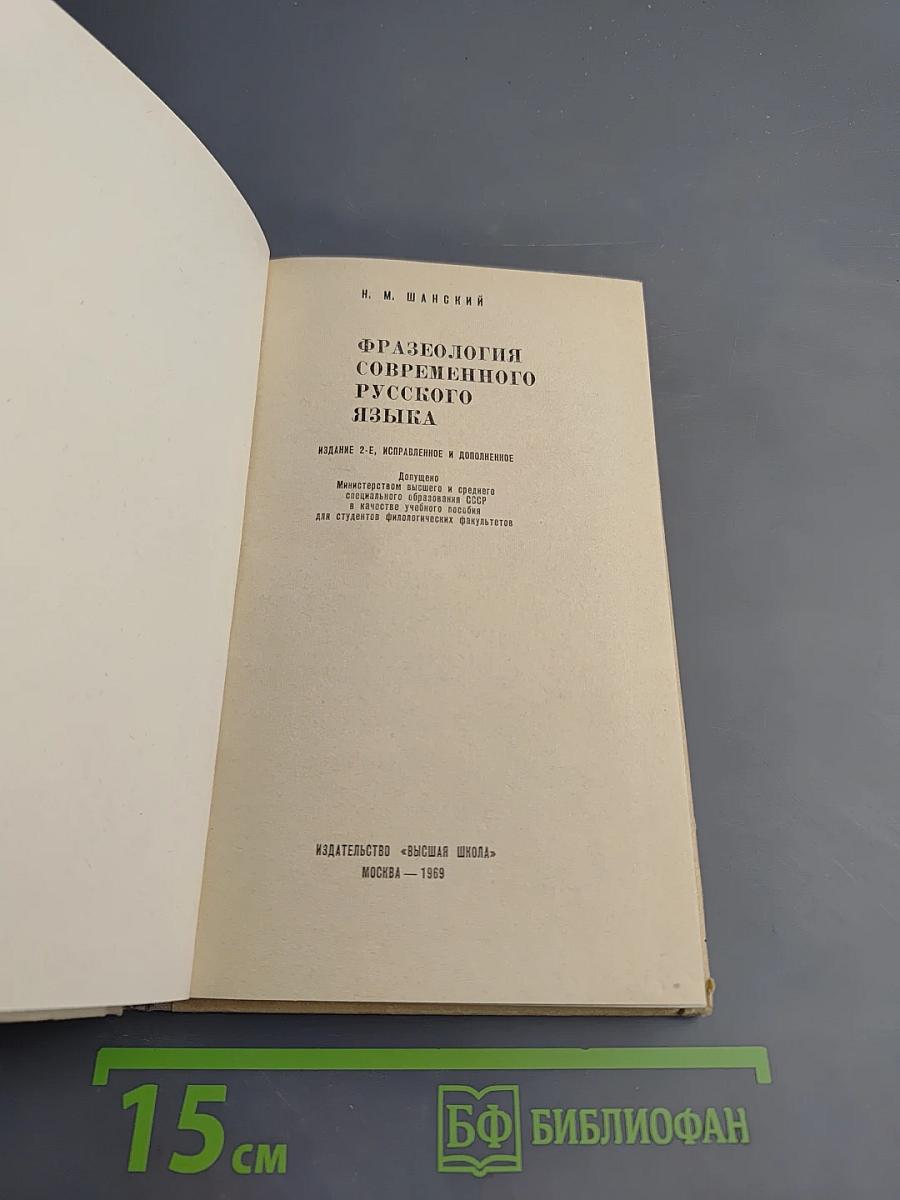 Н. М. ШАНСКИЙ
ФРАЗЕОЛОГИЯ
СОВРЕМЕННОГО
РУССКОГО
ЯЗЫКА
ИЗДАНИЕ 2-Е, ИСПРАВЛЕННОЕ И ДОПОЛНЕННОЕ
Допущено
Министерством высшего и среднего
специального образования СССР
в качестве учебного пособия
для студентов филологических факультетов
ИЗДАТЕЛЬСТВО «ВЫСШАЯ ШКОЛА»
МОСКВА — 1969
15 см
БФ БИБЛИОФАН